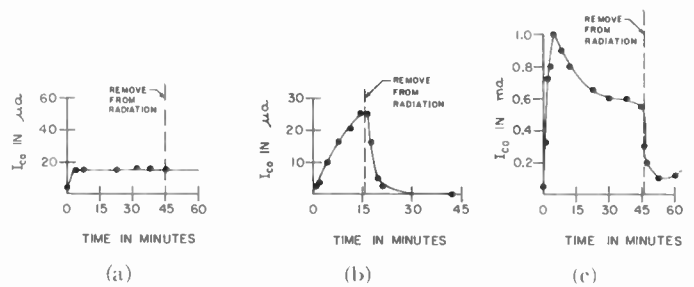 REMOVE
FROM
RADIATION
I_co IN μa
60
40
20
0 15 30 45 60
TIME IN MINUTES
(a)
REMOVE
FROM
RADIATION
I_co IN μa
30
20
10
0 15 30 45
TIME IN MINUTES
(b)
REMOVE
FROM
RADIATION
I_co IN ma
1.0
0.8
0.6
0.4
0.2
0 15 30 45 60
TIME IN MINUTES
(c)